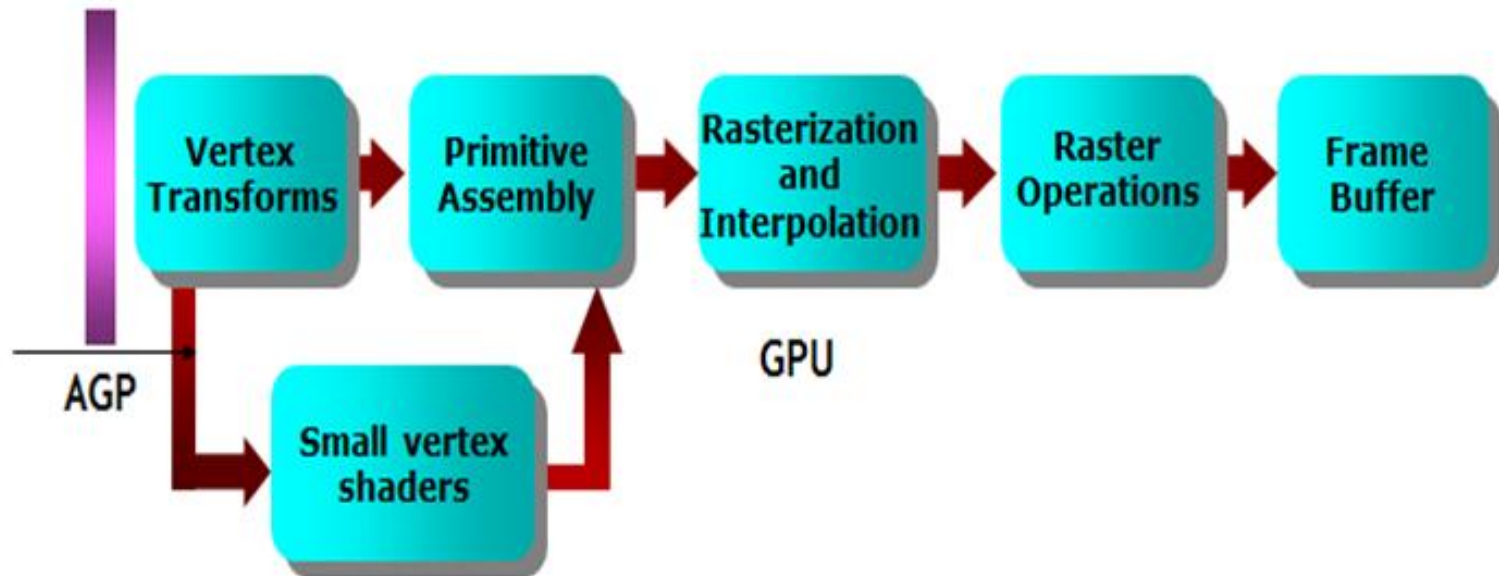 Vertex
Transforms
Primitive
Assembly
Rasterization
and
Interpolation
Raster
Operations
Frame
Buffer
AGP
GPU
Small vertex
shaders